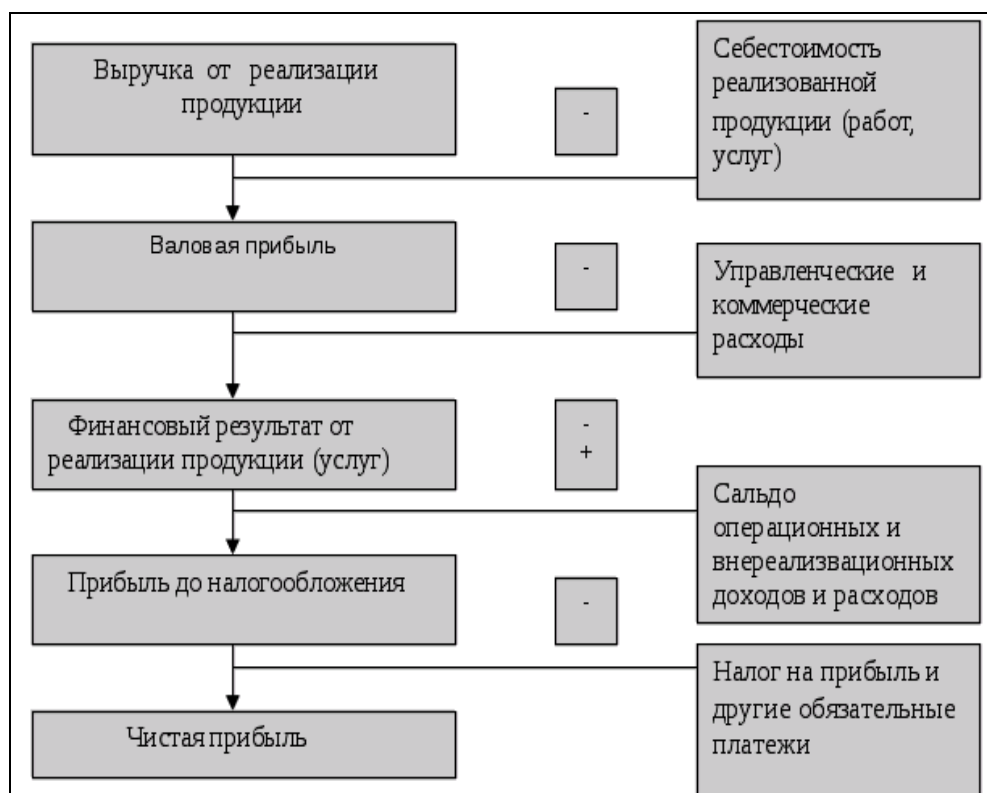 Выручка от реализации
продукции
-
Себестоимость
реализованной
продукции (работ,
услуг)
Валовая прибыль
-
Управленческие и
коммерческие
расходы
Финансовый результат от
реализации продукции (услуг)
-
+
Сальдо
операционных и
внереализвационных
доходов и расходов
Прибыль до налогообложения
-
Налог на прибыль и
другие обязательные
платежи
Чистая прибыль